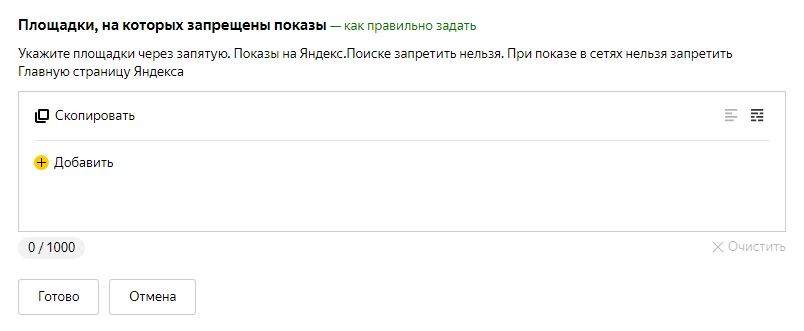 Площадки, на которых запрещены показы — как правильно задать
Укажите площадки через запятую. Показы на Яндекс.Поиске запретить нельзя. При показе в сетях нельзя запретить
Главную страницу Яндекса
Скопировать
Добавить
0 / 1000
Очистить
Готово
Отмена